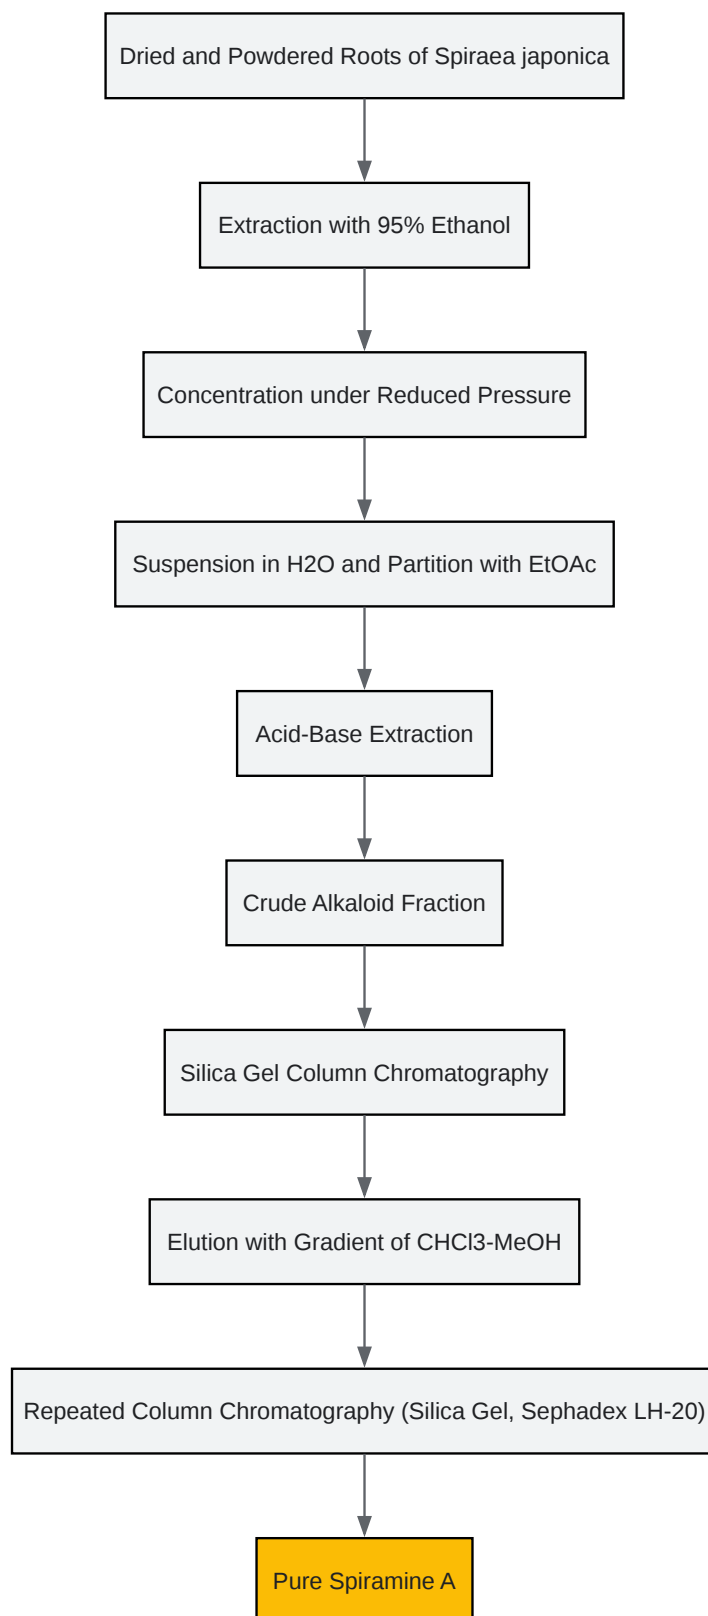 Dried and Powdered Roots of Spiraea japonica
Extraction with 95% Ethanol
Concentration under Reduced Pressure
Suspension in H2O and Partition with EtOAc
Acid-Base Extraction
Crude Alkaloid Fraction
Silica Gel Column Chromatography
Elution with Gradient of CHCl3-MeOH
Repeated Column Chromatography (Silica Gel, Sephadex LH-20)
Pure Spiramine A